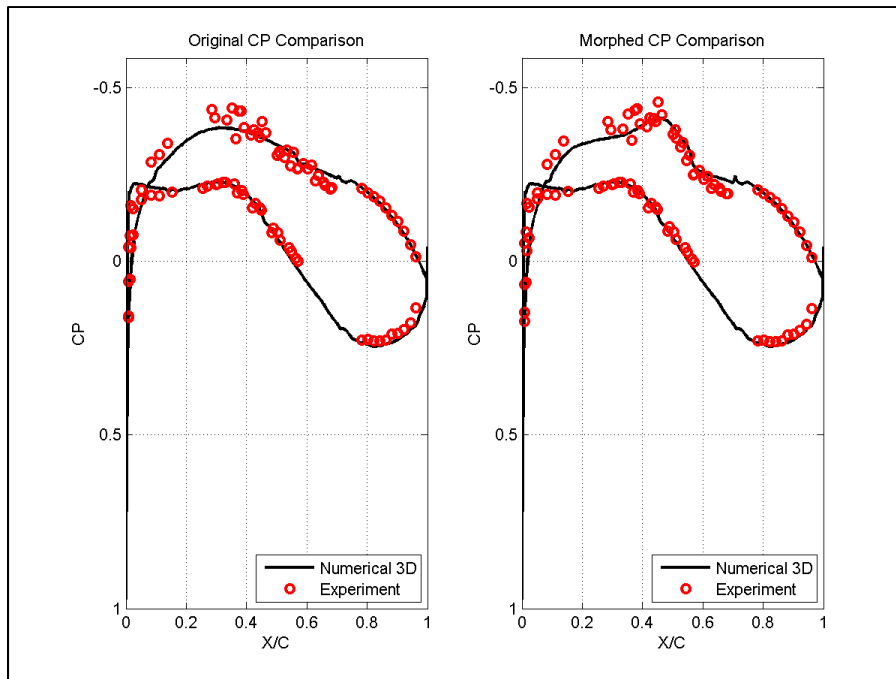 Original CP Comparison
-0.5
0
0.5
1
CP
0 0.2 0.4 0.6 0.8 1
X/C
Numerical 3D
Experiment
Morphed CP Comparison
-0.5
0
0.5
1
CP
0 0.2 0.4 0.6 0.8 1
X/C
Numerical 3D
Experiment